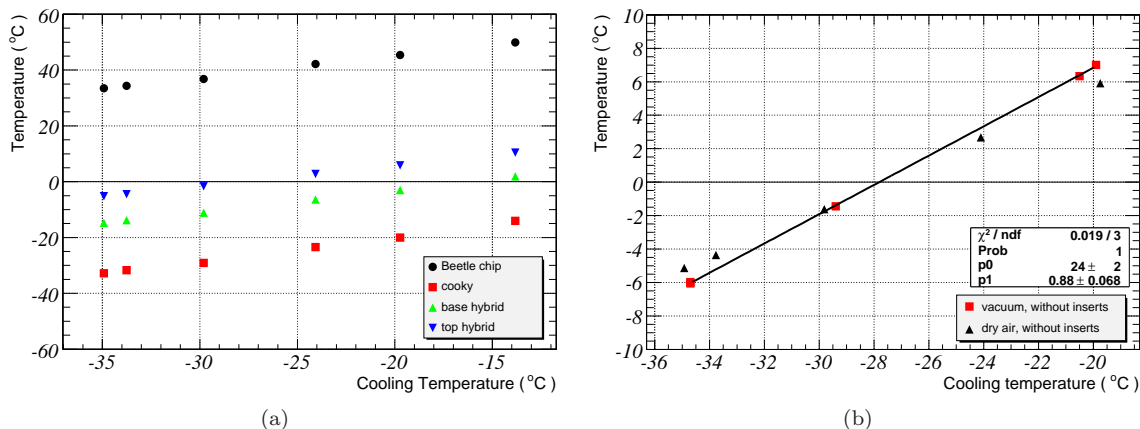 Temperature ( °C)
60
40
20
0
-20
-40
60
-35
-30
-25
-20
-15
Cooling Temperature ( °C)
Beetle chip
cooky
base hybrid
top hybrid
(a)
Temperature ( °C)
10
8
6
4
2
0
-2
-4
-6
-8
-10
-36
-34
-32
-30
-28
-26
-24
-22
-20
Cooling temperature ( °C)
χ² / ndf 0.019 / 3
Prob 1
p0 24 ± 2
p1 0.88 ± 0.068
vacuum, without inserts
dry air, without inserts
(b)